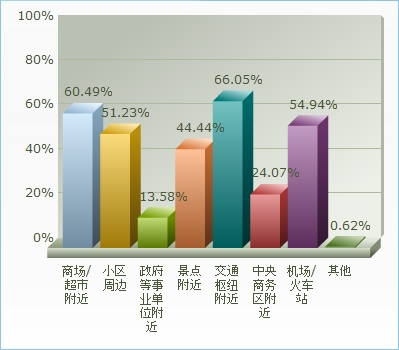 100%
80%
60%
40%
20%
0%
60.49%
51.23%
13.58%
44.44%
66.05%
24.07%
54.94%
0.62%
商场/
超市
附近
小区
周边
政府
等事
业单
位附
近
景点
附近
交通
枢纽
附近
中央
商务
区附
近
机场/
火车
站
其他